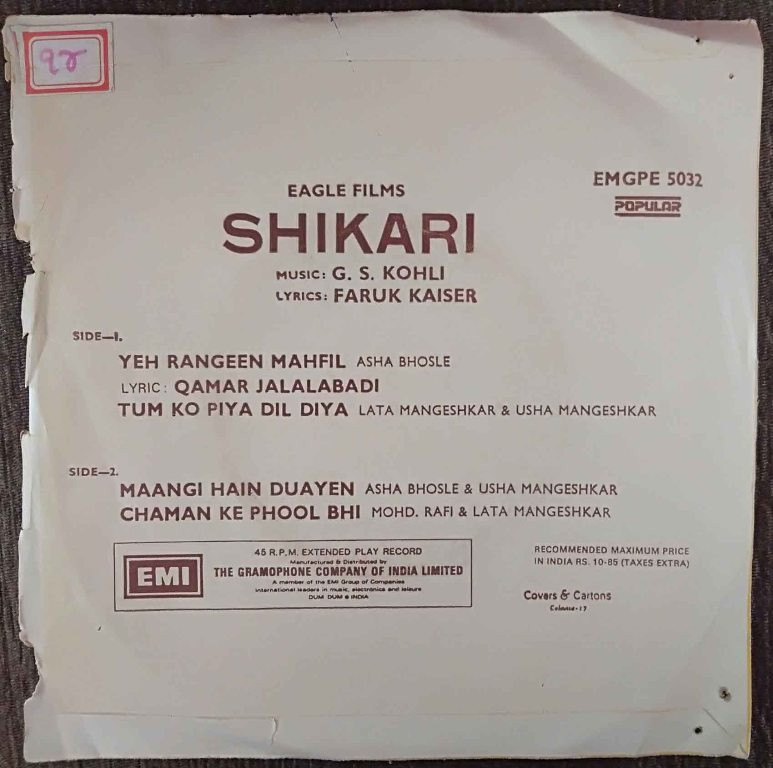 १४
EAGLE FILMS
EMGPE 5032
POPULAR
SHIKARI
MUSIC: G. S. KOHLI
LYRICS: FARUK KAISER
SIDE—1.
YEH RANGEEN MAHFIL ASHA BHOSLE
LYRIC: QAMAR JALALABADI
TUM KO PIYA DIL DIYA LATA MANGESHKAR & USHA MANGESHKAR
SIDE—2.
MAANGI HAIN DUAYEN ASHA BHOSLE & USHA MANGESHKAR
CHAMAN KE PHOOL BHI MOHD. RAFI & LATA MANGESHKAR
EMI
45 R.P.M. EXTENDED PLAY RECORD
Manufactured & Distributed by
THE GRAMOPHONE COMPANY OF INDIA LIMITED
A member of the EMI Group of Companies
International leaders in music, electronics and leisure
DUM DUM INDIA
RECOMMENDED MAXIMUM PRICE
IN INDIA RS. 10-85 (TAXES EXTRA)
Covers & Cartons